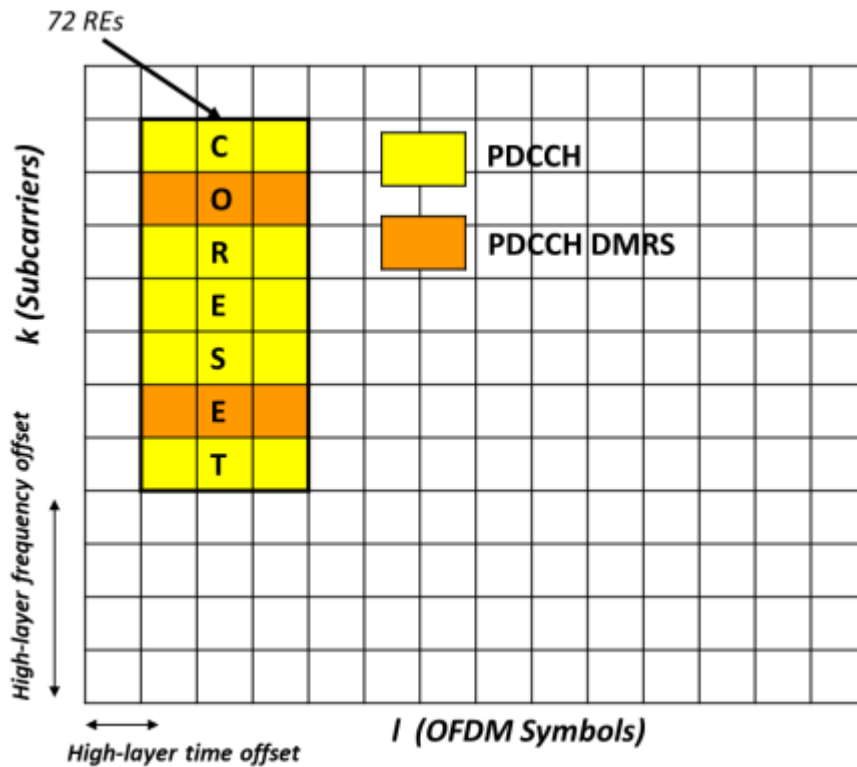 72 REs
k (Subcarriers)
C
O
R
E
S
E
T
PDCCH
PDCCH DMRS
High-layer frequency offset
l (OFDM Symbols)
High-layer time offset